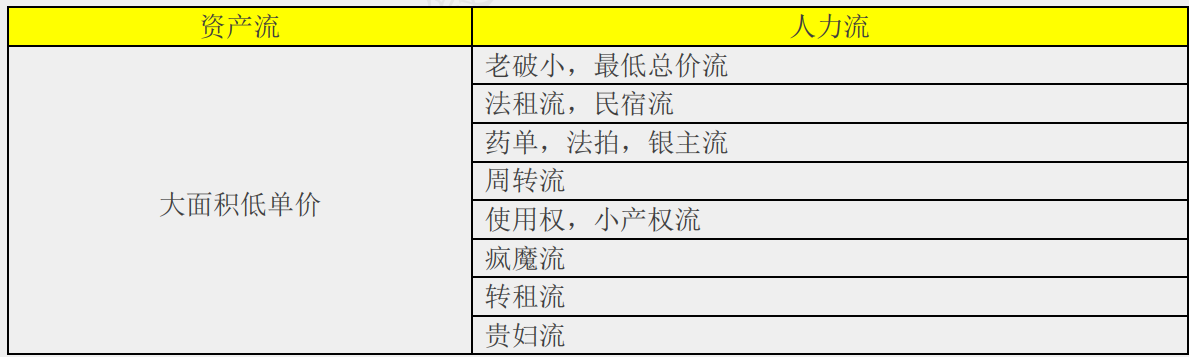 资产流 人力流
老破小，最低总价流
法租流，民宿流
药单，法拍，银主流
周转流
大面积低单价
使用权，小产权流
疯魔流
转租流
贵妇流